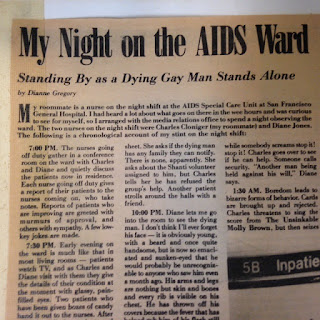 My Night on the AIDS Ward
Standing By as a Dying Gay Man Stands Alone
by Dianne Gregory
My roommate is a nurse on the night shift at the AIDS Special Care Unit at San Francisco
General Hospital. I had heard a lot about what goes on there in the wee hours and was curious
to see for myself, so I arranged with the media relations office to spend a night observing the
ward. The two nurses on the night shift were Charles Cloniger (my roommate) and Diane Jones.
The following is a chronological account of my stint on the night shift:
7:00 PM. The nurses going
off duty gather in a conference
room on the ward with Charles
and Diane and quietly discuss
the patients now in residence.
Each nurse going off duty gives
a report of their patients to the
nurses coming on, who take
notes. Reports of patients who
are improving are greeted with
murmurs of approval, and
others with sympathy. A few low-
key jokes are made.
7:30 PM. Early evening on
the ward is much like that in
most living rooms — patients
watch TV, and as Charles and
Diane visit with them they give
the details of their condition at
the moment with glassy, pain-
filled eyes. Two patients who
have been given boxes of candy
hand it out to the nurses. After
sheet. She asks if the dying man
has any family they can notify.
There is none, apparently. She
asks about the Shanti volunteer
assigned to him, but Charles
tells her he has refused the
group's help. Another patient
strolls around the halls with a
friend.
10:00 PM. Diane lets me go
into the room to see the dying
man. I don't think I'll ever forget
his face — it is obviously young,
with a beard and once quite
handsome, but is now so ema-
ciated and sunken-eyed that he
would probably be unrecogniz-
able to anyone who saw him even
a month ago. His arms and legs
are nothing but skin and bones
and every rib is visible on his
chest. He has thrown off his
covers because the fever that has
while somebody screams stop it!
stop it! Charles goes over to see
if he can help. Someone calls
security. "Another man being
held against his will," Diane
says.
1:30 AM. Boredom leads to
bizarre forms of behavior. Cards
are brought up and rejected.
Charles threatens to sing the
score from The Unsinkable
Molly Brown, but then seizes
5B Inpatie